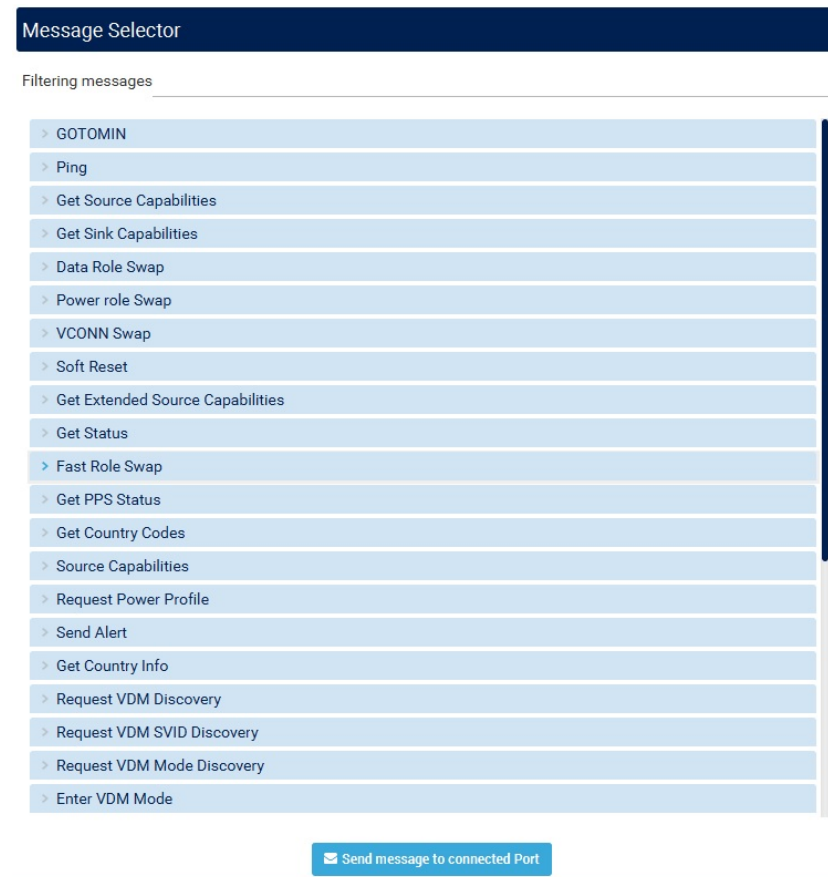 Message Selector
Filtering messages
GOTOMIN
Ping
Get Source Capabilities
Get Sink Capabilities
Data Role Swap
Power role Swap
VCONN Swap
Soft Reset
Get Extended Source Capabilities
Get Status
Fast Role Swap
Get PPS Status
Get Country Codes
Source Capabilities
Request Power Profile
Send Alert
Get Country Info
Request VDM Discovery
Request VDM SVID Discovery
Request VDM Mode Discovery
Enter VDM Mode
Send message to connected Port